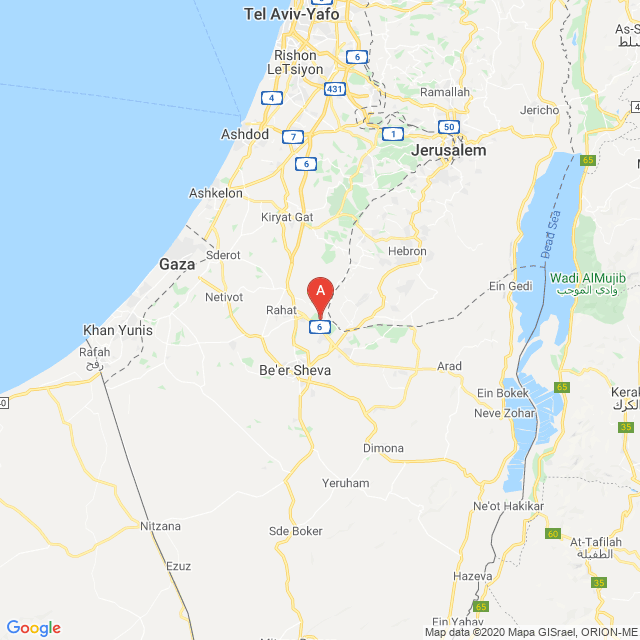 Tel Aviv-Yafo
6
As-S
سلط
Rishon
LeTsiyon
6
431
4
Ramallah
Jericho
Ashdod
7
50
1
Jerusalem
6
65
Ashkelon
Kiryat Gat
Dead Sea
Hebron
Sderot
Gaza
Wadi AlMujib
وادي الموجب
Ein Gedi
Netivot
A
Rahat
6
Khan Yunis
Rafah
رفح
Be'er Sheva
Arad
65
Ein Bokek
Kera
الكرك
40
Neve Zohar
35
Dimona
Yeruham
Ne'ot Hakikar
Nitzana
Sde Boker
60
At-Tafilah
الطفيلة
Ezuz
Hazeva
35
65
Ein Yahav
Google
Map data ©2020 Mapa GISrael, ORION-ME